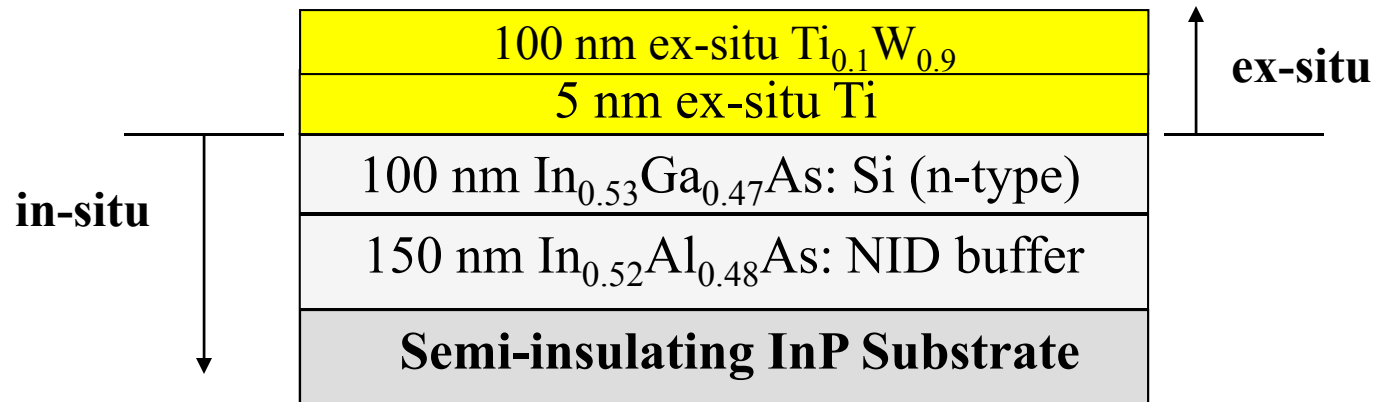 100 nm ex-situ Ti0.1W0.9
ex-situ
5 nm ex-situ Ti
100 nm In0.53Ga0.47As: Si (n-type)
in-situ
150 nm In0.52Al0.48As: NID buffer
Semi-insulating InP Substrate